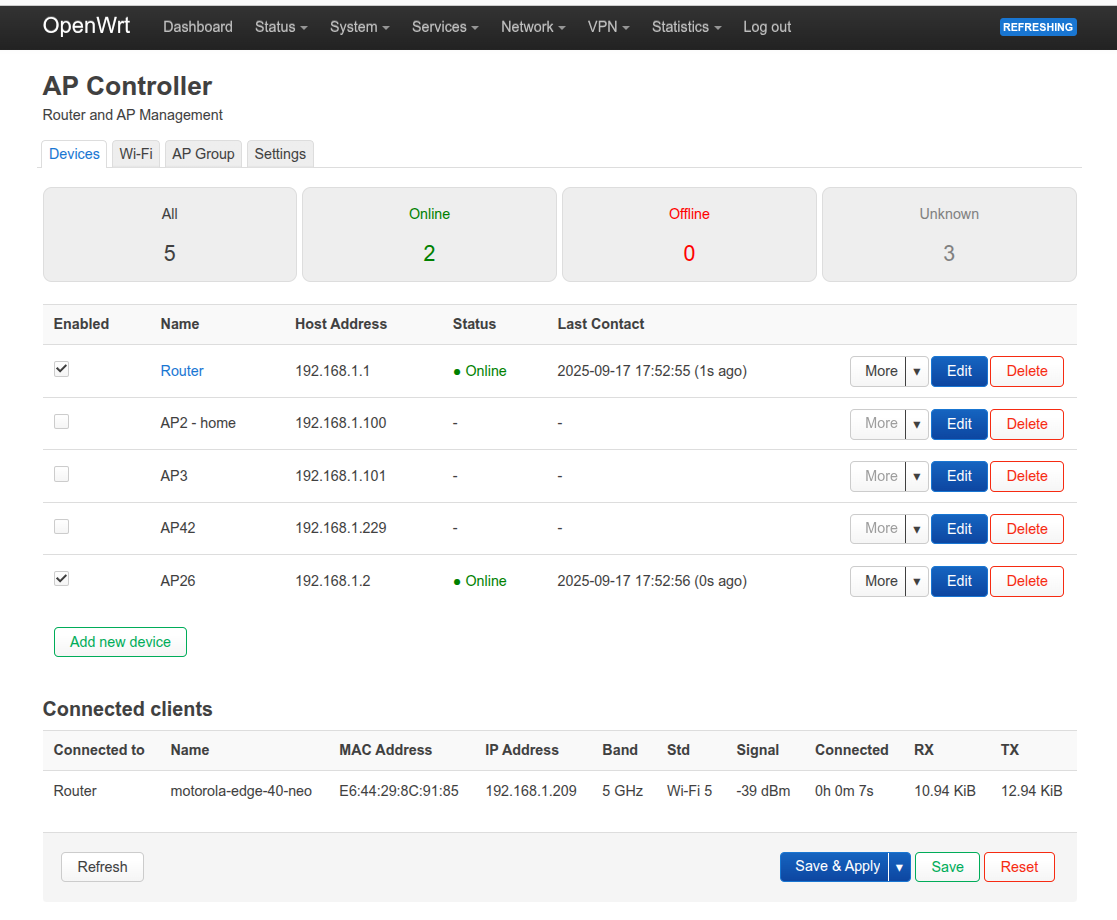 OpenWrt Dashboard Status System Services Network VPN Statistics Log out REFRESHING
AP Controller
Router and AP Management
Devices Wi-Fi AP Group Settings
All Online Offline Unknown
5 2 0 3
Enabled Name Host Address Status Last Contact
Router 192.168.1.1 ● Online 2025-09-17 17:52:55 (1s ago) More ▾ Edit Delete
AP2 - home 192.168.1.100 - - More ▾ Edit Delete
AP3 192.168.1.101 - - More ▾ Edit Delete
AP42 192.168.1.229 - - More ▾ Edit Delete
AP26 192.168.1.2 ● Online 2025-09-17 17:52:56 (0s ago) More ▾ Edit Delete
Add new device
Connected clients
Connected to Name MAC Address IP Address Band Std Signal Connected RX TX
Router motorola-edge-40-neo E6:44:29:8C:91:85 192.168.1.209 5 GHz Wi-Fi 5 -39 dBm 0h 0m 7s 10.94 KiB 12.94 KiB
Refresh Save & Apply ▾ Save Reset